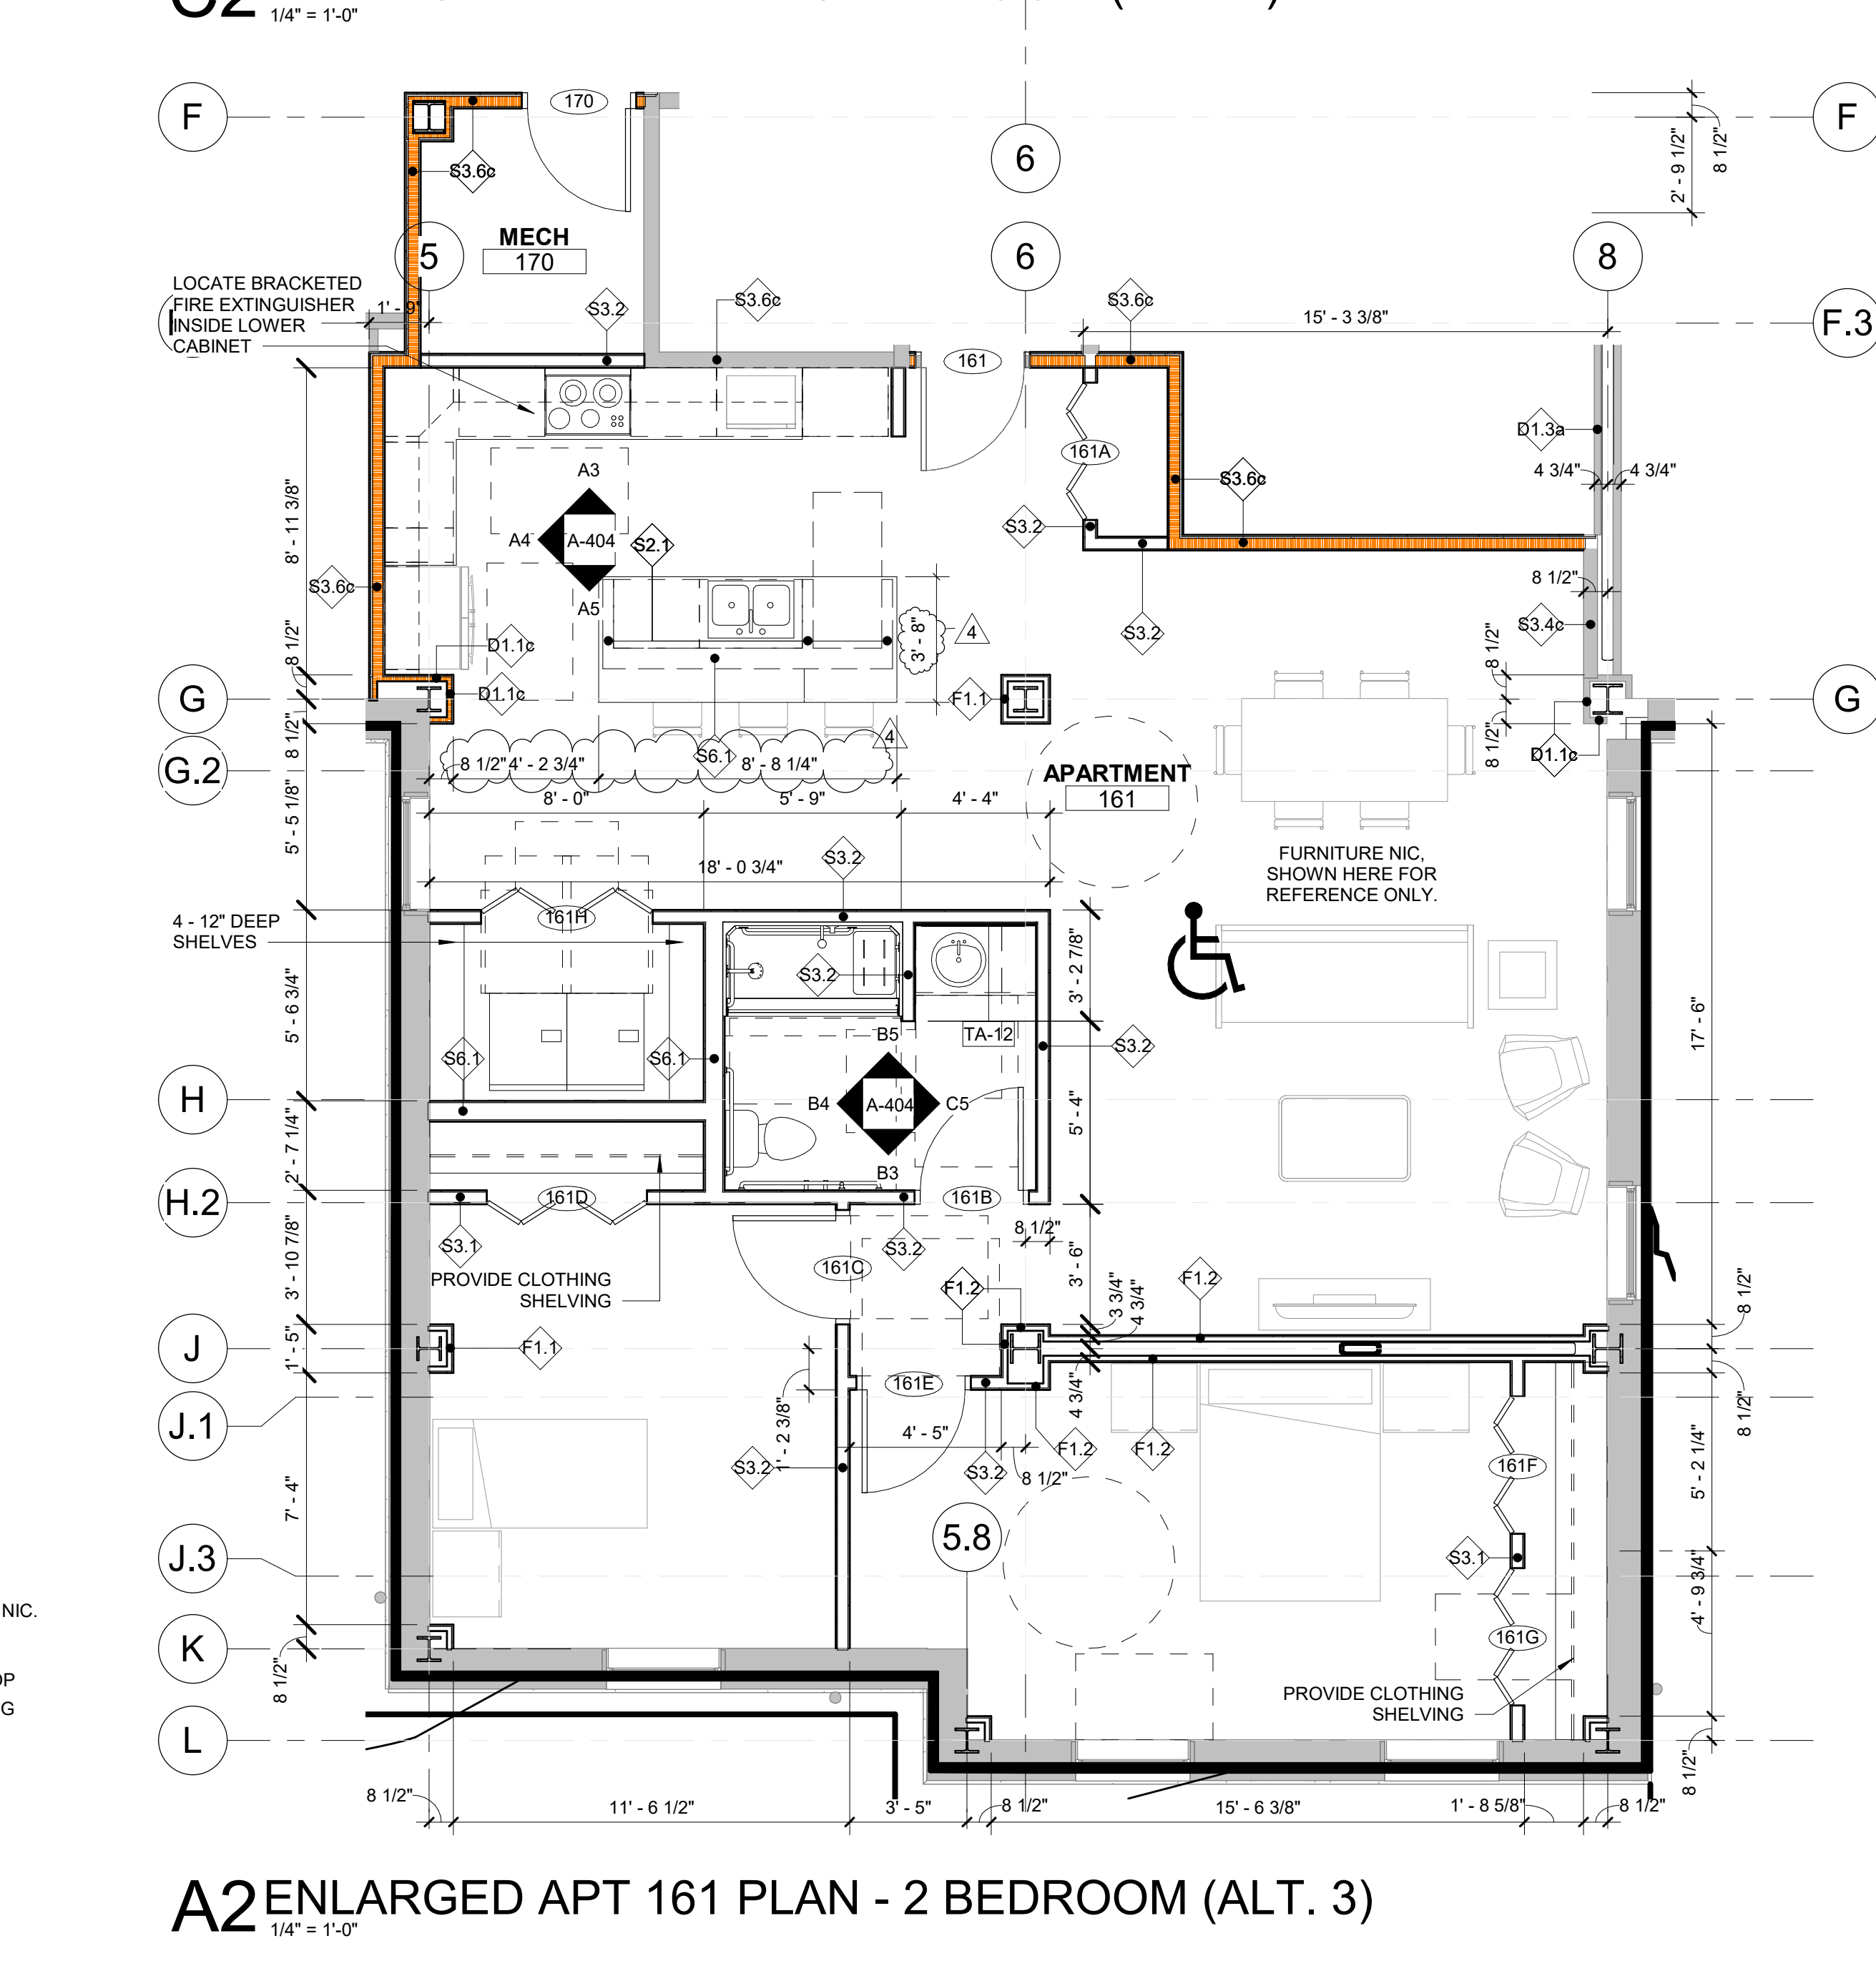 C2
1/4" = 1'-0"
F
170
F
6
2' - 9 1/2"
8 1/2"
S3.6c
MECH
170
5
6
8
LOCATE BRACKETED
FIRE EXTINGUISHER
INSIDE LOWER
CABINET
1' - 9"
S3.2
S3.6c
S3.6c
15' - 3 3/8"
F.3
161
161A
D1.3a
4 3/4"
4 3/4"
8' - 11 3/8"
A3
A4
A-404
A5
S2.1
S3.6c
S3.2
S3.6c
8 1/2"
S3.2
S3.4c
3' - 8"
4
8 1/2"
D1.1c
D1.1c
8 1/2"
G
F1.1
G
8 1/2"
S6.1
4
8 1/2"
D1.1c
G.2
8 1/2"
4' - 2 3/4"
8' - 8 1/4"
APARTMENT
161
5' - 5 1/8"
8' - 0"
5' - 9"
4' - 4"
18' - 0 3/4"
S3.2
FURNITURE NIC,
SHOWN HERE FOR
REFERENCE ONLY.
4 - 12" DEEP
SHELVES
161H
S3.2
3' - 2 7/8"
5' - 6 3/4"
17' - 6"
S6.1
S6.1
B5
TA-12
S3.2
H
B4
A-404
C5
5' - 4"
B3
2' - 7 1/4"
H.2
161D
161B
S3.1
S3.2
8 1/2"
3' - 10 7/8"
PROVIDE CLOTHING
SHELVING
161C
3' - 6"
F1.2
3 3/4"
4 3/4"
F1.2
8 1/2"
J
1' - 5"
F1.1
161E
4 3/4"
8 1/2"
J.1
1' - 2 3/8"
4' - 5"
S3.2
S3.2
8 1/2"
F1.2
F1.2
161F
5' - 2 1/4"
7' - 4"
5.8
J.3
S3.1
4' - 9 3/4"
NIC.
K
161G
8 1/2"
OP
G
PROVIDE CLOTHING
SHELVING
L
8 1/2"
8 1/2"
11' - 6 1/2"
3' - 5"
8 1/2"
15' - 6 3/8"
1' - 8 5/8"
8 1/2"
A2 ENLARGED APT 161 PLAN - 2 BEDROOM (ALT. 3)
1/4" = 1'-0"